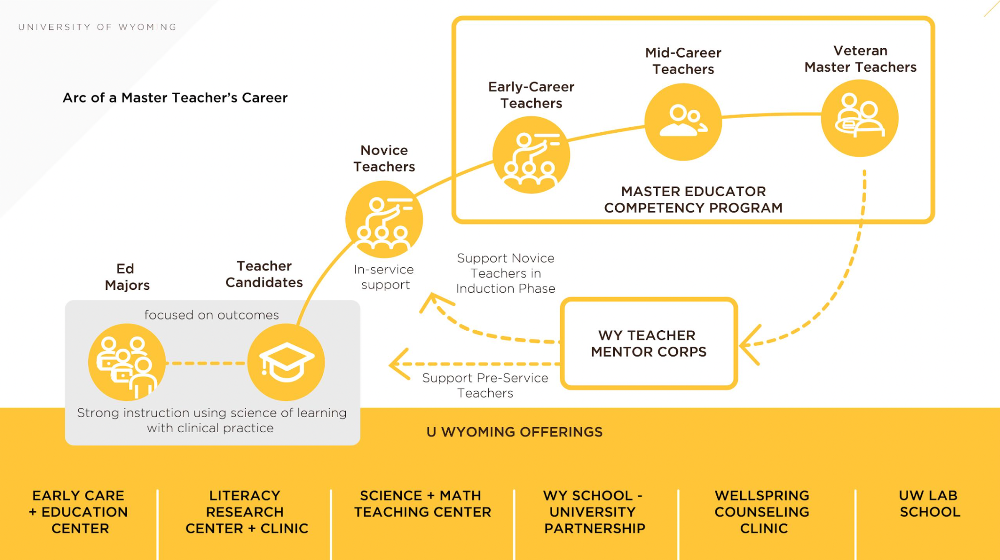 UNIVERSITY OF WYOMING
Arc of a Master Teacher's Career
Ed
Majors
Teacher
Candidates
focused on outcomes
Strong instruction using science of learning
with clinical practice
Novice
Teachers
In-service
support
Early-Career
Teachers
Mid-Career
Teachers
Veteran
Master Teachers
MASTER EDUCATOR
COMPETENCY PROGRAM
Support Novice
Teachers in
Induction Phase
WY TEACHER
MENTOR CORPS
Support Pre-Service
Teachers
U WYOMING OFFERINGS
EARLY CARE
+ EDUCATION
CENTER
LITERACY
RESEARCH
CENTER + CLINIC
SCIENCE + MATH
TEACHING CENTER
WY SCHOOL -
UNIVERSITY
PARTNERSHIP
WELLSPRING
COUNSELING
CLINIC
UW LAB
SCHOOL